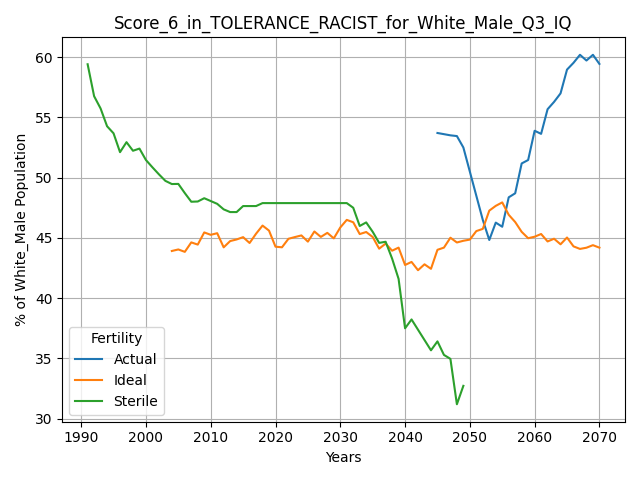 Score_6_in_TOLERANCE_RACIST_for_White_Male_Q3_IQ
% of White_Male Population
60
55
50
45
40
35
30
Fertility
Actual
Ideal
Sterile
1990 2000 2010 2020 2030 2040 2050 2060 2070
Years